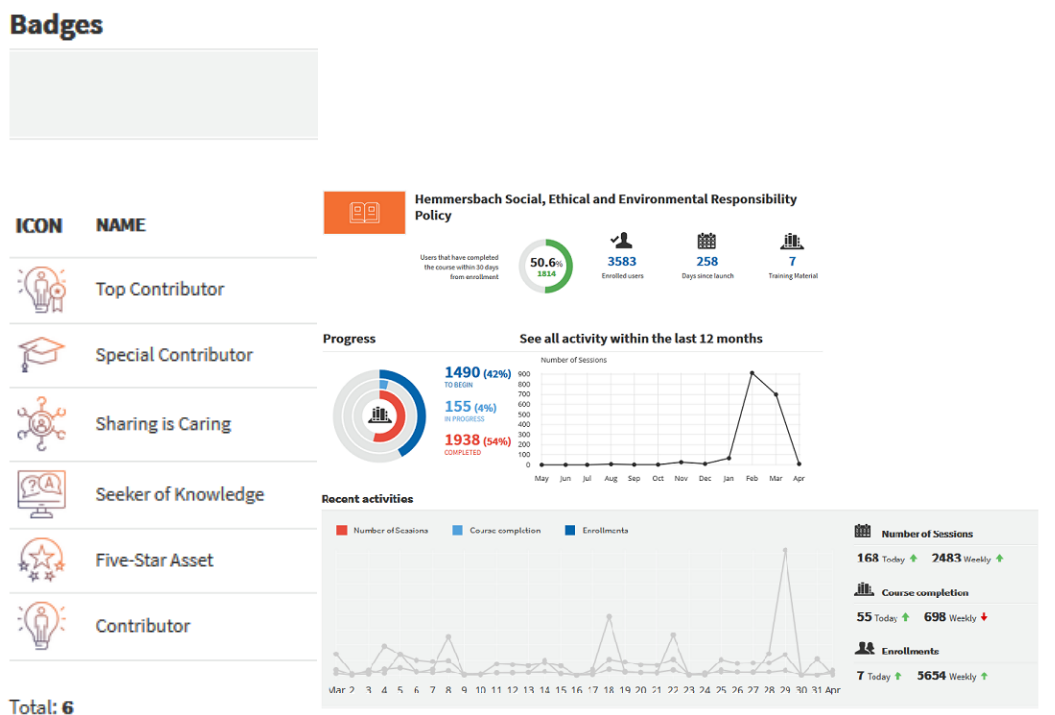 Badges
ICON NAME
Top Contributor
Special Contributor
Sharing is Caring
Seeker of Knowledge
Five-Star Asset
Contributor
Total: 6
Hemmersbach Social, Ethical and Environmental Responsibility
Policy
Users that have completed
the course within 30 days
from enrollment
50.6%
1814
3583
Enrolled users
258
Days since launch
7
Training Material
Progress
1490 (42%)
TO BEGIN
155 (4%)
IN PROGRESS
1938 (54%)
COMPLETED
See all activity within the last 12 months
Number of Sessions
900
800
700
600
500
400
300
200
100
0
May Jun Jul Aug Sep Oct Nov Dec Jan Feb Mar Apr
Recent activities
Number of Sessions Course completion Enrollments
Mar 2 3 4 5 6 7 8 9 10 11 12 13 14 15 16 17 18 19 20 21 22 23 24 25 26 27 28 29 30 31 Apr
Number of Sessions
168 Today 2483 Weekly
Course completion
55 Today 698 Weekly
Enrollments
7 Today 5654 Weekly